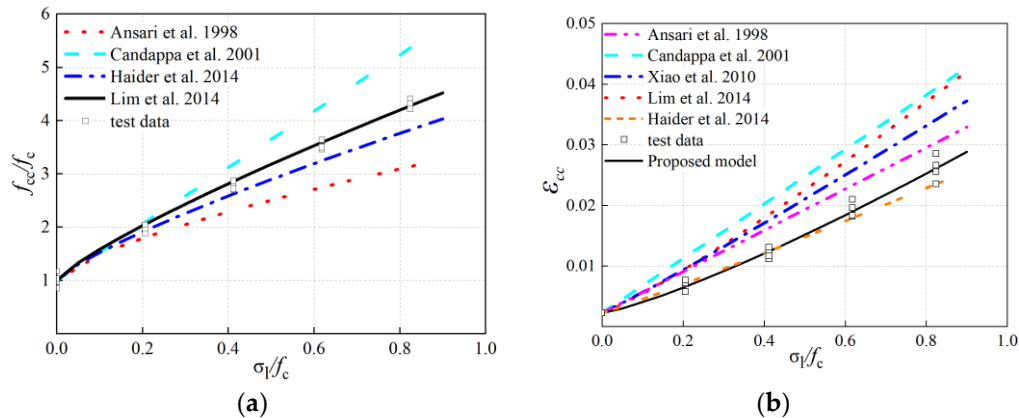 Ansari et al. 1998
Candappa et al. 2001
Haider et al. 2014
Lim et al. 2014
test data
f_cc/f_c
6
5
4
3
2
1
0
0.0 0.2 0.4 0.6 0.8 1.0
σ_l/f_c
(a)
Ansari et al. 1998
Candappa et al. 2001
Xiao et al. 2010
Lim et al. 2014
Haider et al. 2014
test data
Proposed model
ε_cc
0.05
0.04
0.03
0.02
0.01
0.0 0.2 0.4 0.6 0.8 1.0
σ_l/f_c
(b)